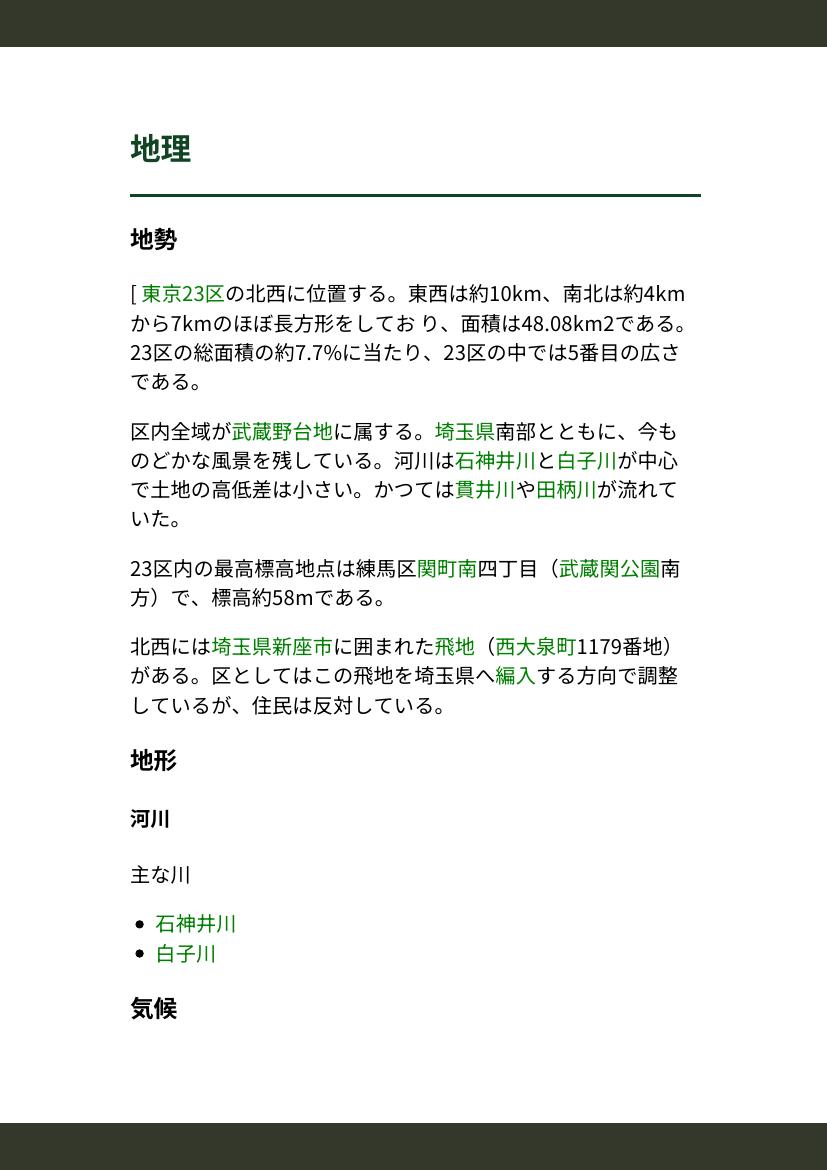 地理
地勢
[ 東京23区の北西に位置する。東西は約10km、南北は約4km
から7kmのほぼ長方形をしてお り、面積は48.08km2である。
23区の総面積の約7.7%に当たり、23区の中では5番目の広さ
である。
区内全域が武蔵野台地に属する。埼玉県南部とともに、今も
のどかな風景を残している。河川は石神井川と白子川が中心
で土地の高低差は小さい。かつては貫井川や田柄川が流れて
いた。
23区内の最高標高地点は練馬区関町南四丁目（武蔵関公園南
方）で、標高約58mである。
北西には埼玉県新座市に囲まれた飛地（西大泉町1179番地）
がある。区としてはこの飛地を埼玉県へ編入する方向で調整
しているが、住民は反対している。
地形
河川
主な川
• 石神井川
• 白子川
気候